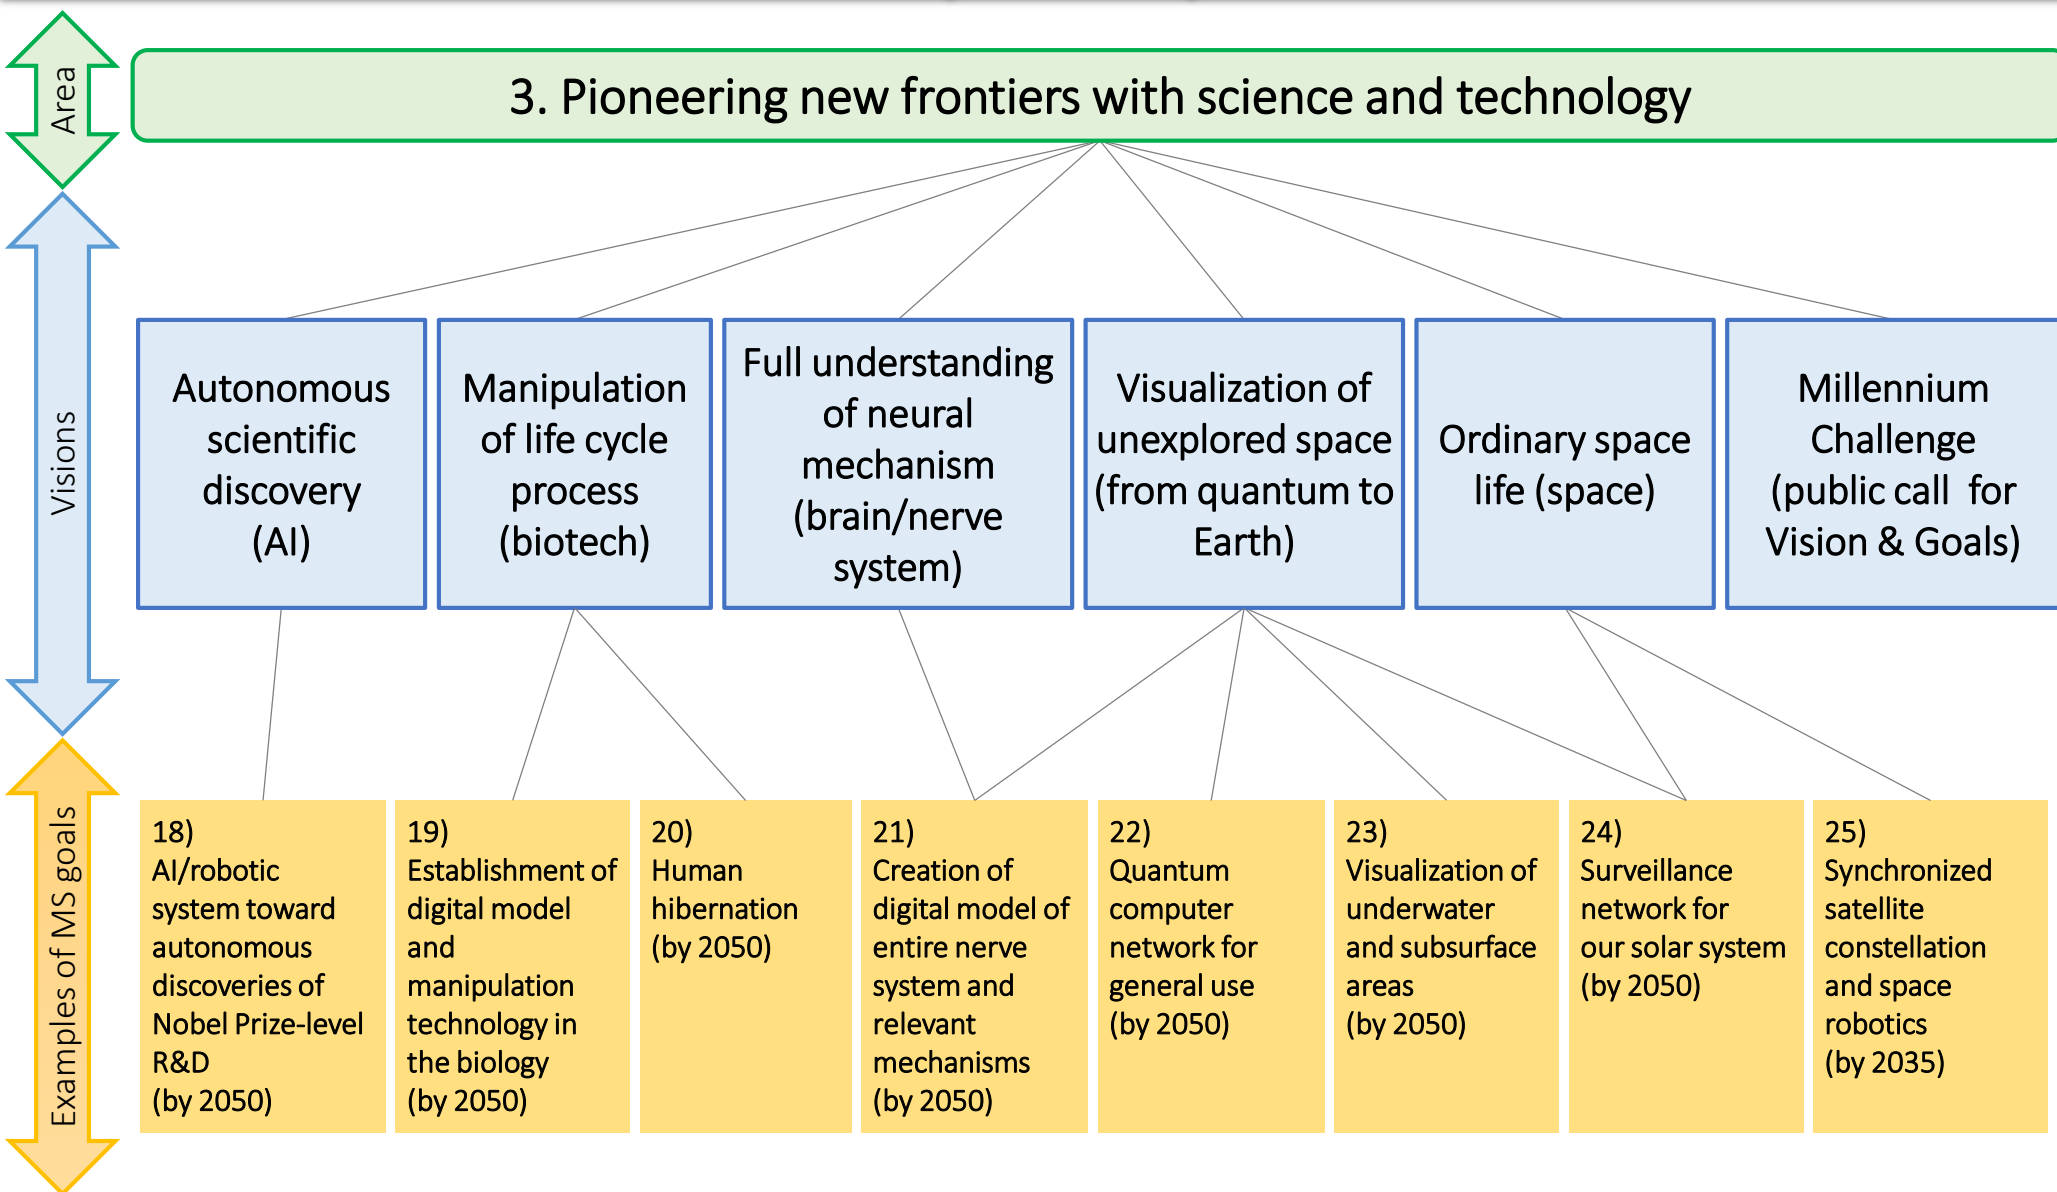 Area
3. Pioneering new frontiers with science and technology
Visions
Autonomous
scientific
discovery
(AI)
Manipulation
of life cycle
process
(biotech)
Full understanding
of neural
mechanism
(brain/nerve
system)
Visualization of
unexplored space
(from quantum to
Earth)
Ordinary space
life (space)
Millennium
Challenge
(public call  for
Vision & Goals)
Examples of MS goals
18)
AI/robotic
system toward
autonomous
discoveries of
Nobel Prize-level
R&D
(by 2050)
19)
Establishment of
digital model
and
manipulation
technology in
the biology
(by 2050)
20)
Human
hibernation
(by 2050)
21)
Creation of
digital model of
entire nerve
system and
relevant
mechanisms
(by 2050)
22)
Quantum
computer
network for
general use
(by 2050)
23)
Visualization of
underwater
and subsurface
areas
(by 2050)
24)
Surveillance
network for
our solar system
(by 2050)
25)
Synchronized
satellite
constellation
and space
robotics
(by 2035)